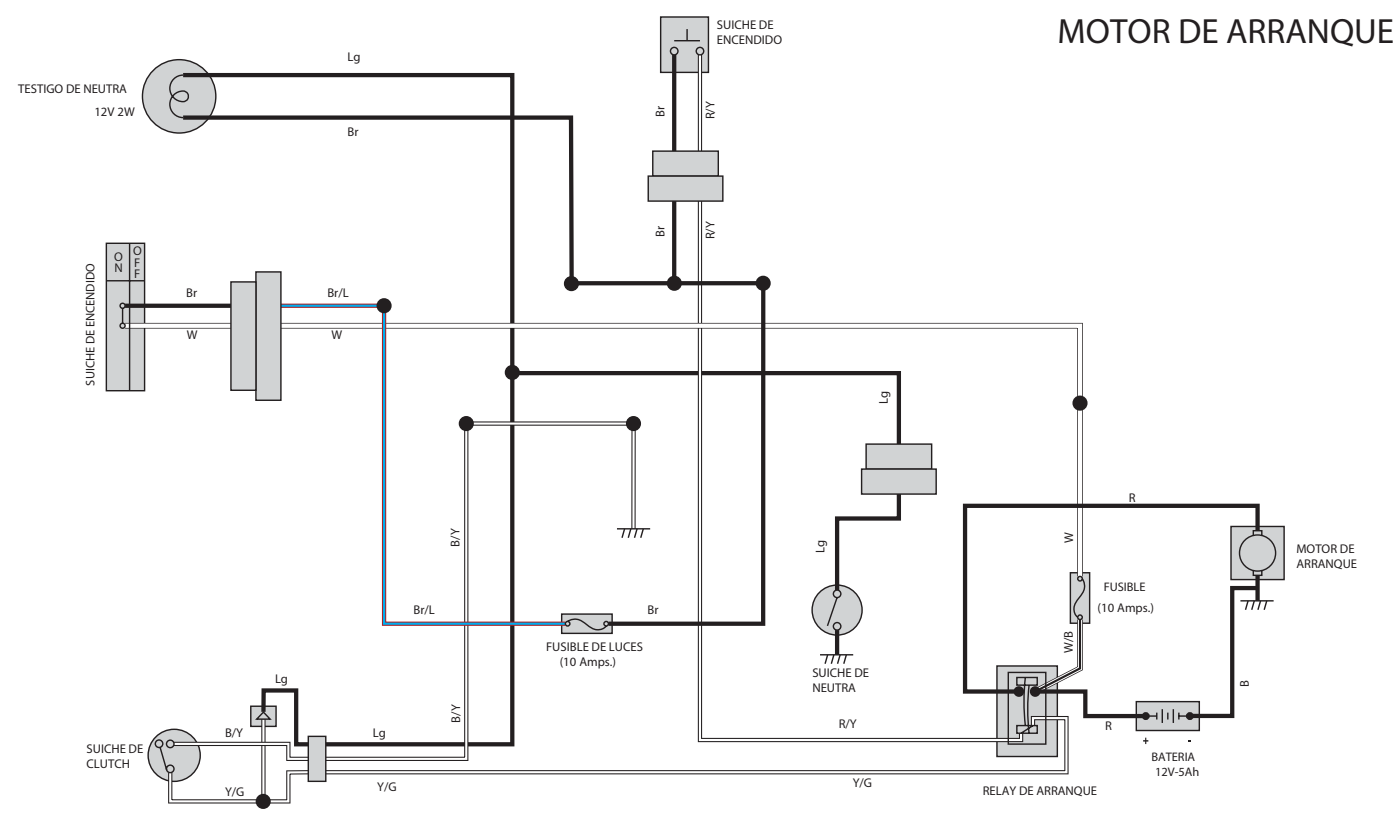 MOTOR DE ARRANQUE
SUICHE DE
ENCENDIDO
Lg
TESTIGO DE NEUTRA
12V 2W
Br
Br
R/Y
Br
R/Y
SUICHE DE ENCENDIDO
ON
OFF
Br
Br/L
W
W
Lg
R
B/Y
Lg
W
MOTOR DE
ARRANQUE
FUSIBLE
(10 Amps.)
Br/L
Br
W/B
FUSIBLE DE LUCES
(10 Amps.)
SUICHE DE
NEUTRA
Lg
B
B/Y
R/Y
R
B/Y
Lg
SUICHE DE
CLUTCH
+
-
BATERIA
12V-5Ah
Y/G
Y/G
Y/G
RELAY DE ARRANQUE